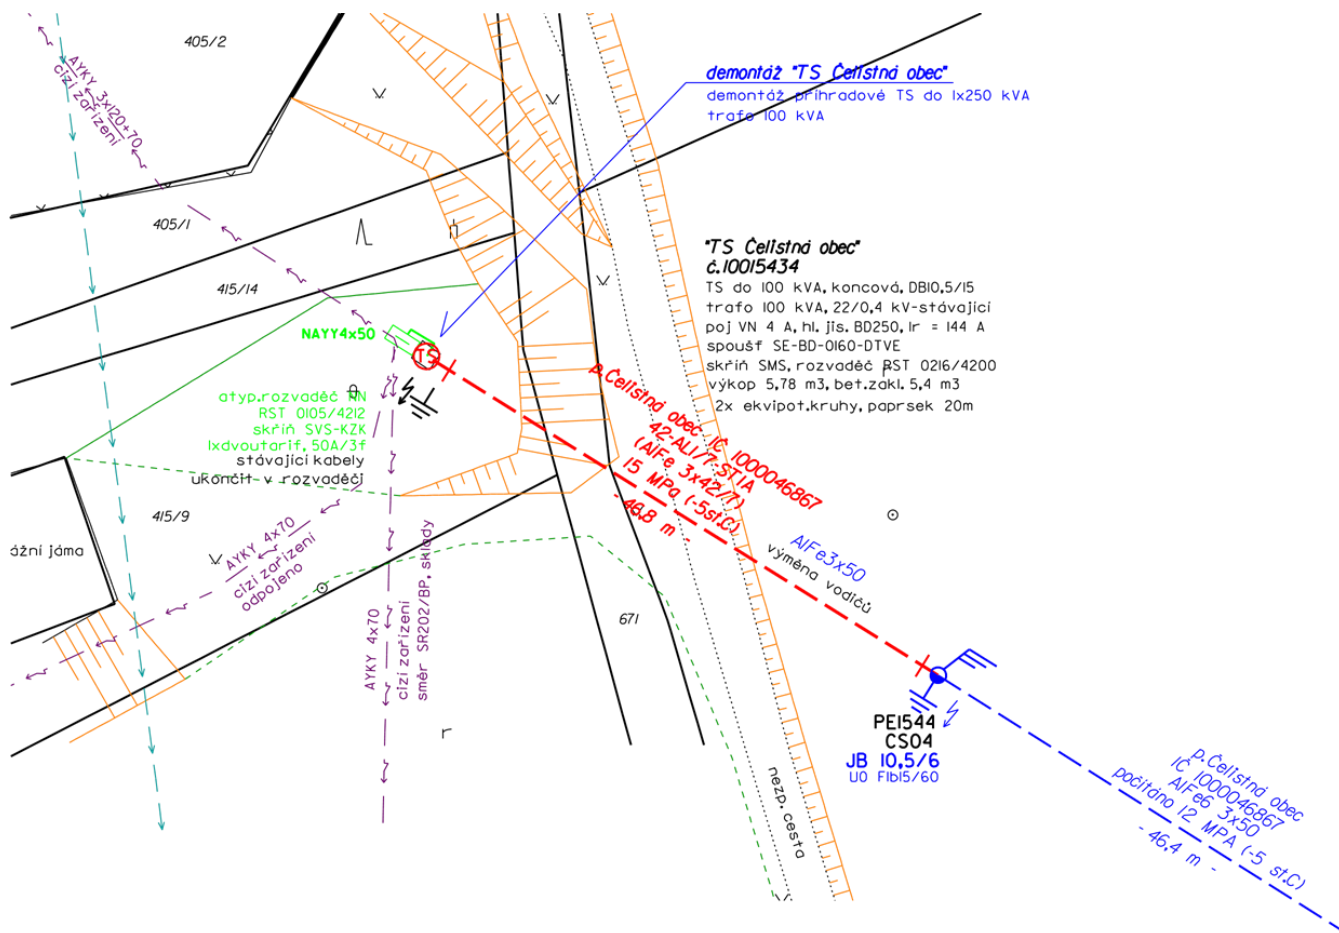 405/2
AYKY 3x120+70
cizí zařízení
405/1
415/14
demontáž "TS Čelistná obec"
demontáž příhradové TS do 1x250 kVA
trafo 100 kVA
"TS Čelistná obec"
č.10015434
TS do 100 kVA, koncová, DB10,5/15
trafo 100 kVA, 22/0,4 kV-stávající
poj VN 4 A, hl. jis. BD250, Ir = 144 A
spoušť SE-BD-0160-DTVE
skříň SMS, rozvaděč RST 0216/4200
výkop 5,78 m3, bet.zákl. 5,4 m3
2x ekvipot.kruhy, paprsek 20m
NAYY4x50
TS
atyp.rozvaděč NN
RST 0105/4212
skříň SVS-KZK
1xdvoutarif, 50A/3f
stávající kabely
ukončit v rozvaděči
p.Čelistná obec, IČ 1000046867
42-AL1/7-ST1A
(AlFe 3x42/7)
15 MPa (-5st.C)
m -
AlFe3x50
výměna vodičů
415/9
ážní jáma
AYKY 4x70
cizí zařízení
odpojeno
AYKY 4x70
cizí zařízení
směr SR202/BP, sklady
671
r
nezp. cesta
PE1544
CS04
JB 10,5/6
U0 F1b15/60
p.Čelistná obec
IČ 1000046867
AlFe6 3x50
počítáno 12 MPA (-5 st.C)
- 46,4 m -